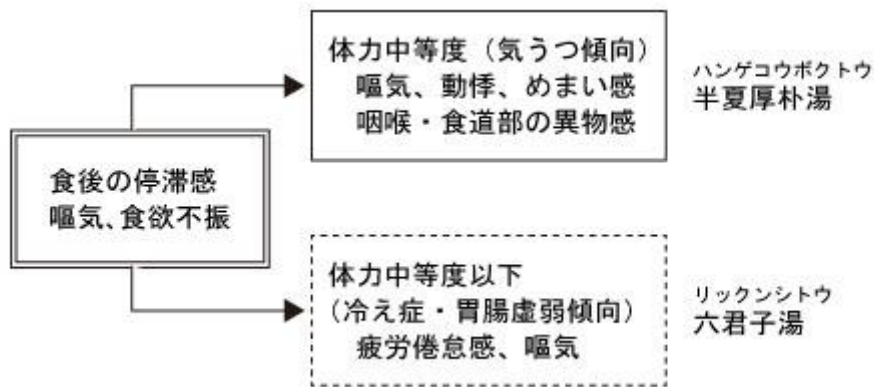 食後の停滞感
嘔気、食欲不振
体力中等度（気うつ傾向）
嘔気、動悸、めまい感
咽喉・食道部の異物感
ハンゲコウボクトウ
半夏厚朴湯
体力中等度以下
（冷え症・胃腸虚弱傾向）
疲労倦怠感、嘔気
リックンシトウ
六君子湯